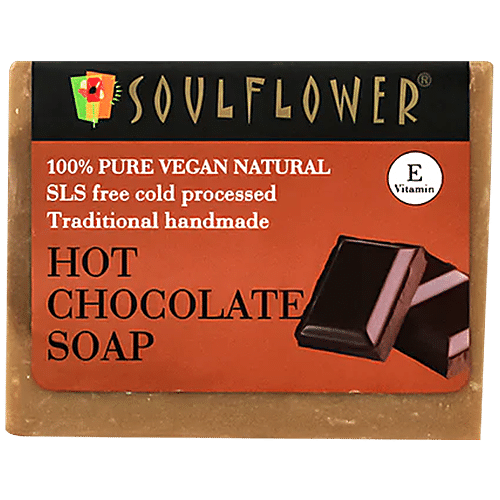 SOULFLOWER®
100% PURE VEGAN NATURAL
SLS free cold processed
Traditional handmade
E
Vitamin
HOT
CHOCOLATE
SOAP